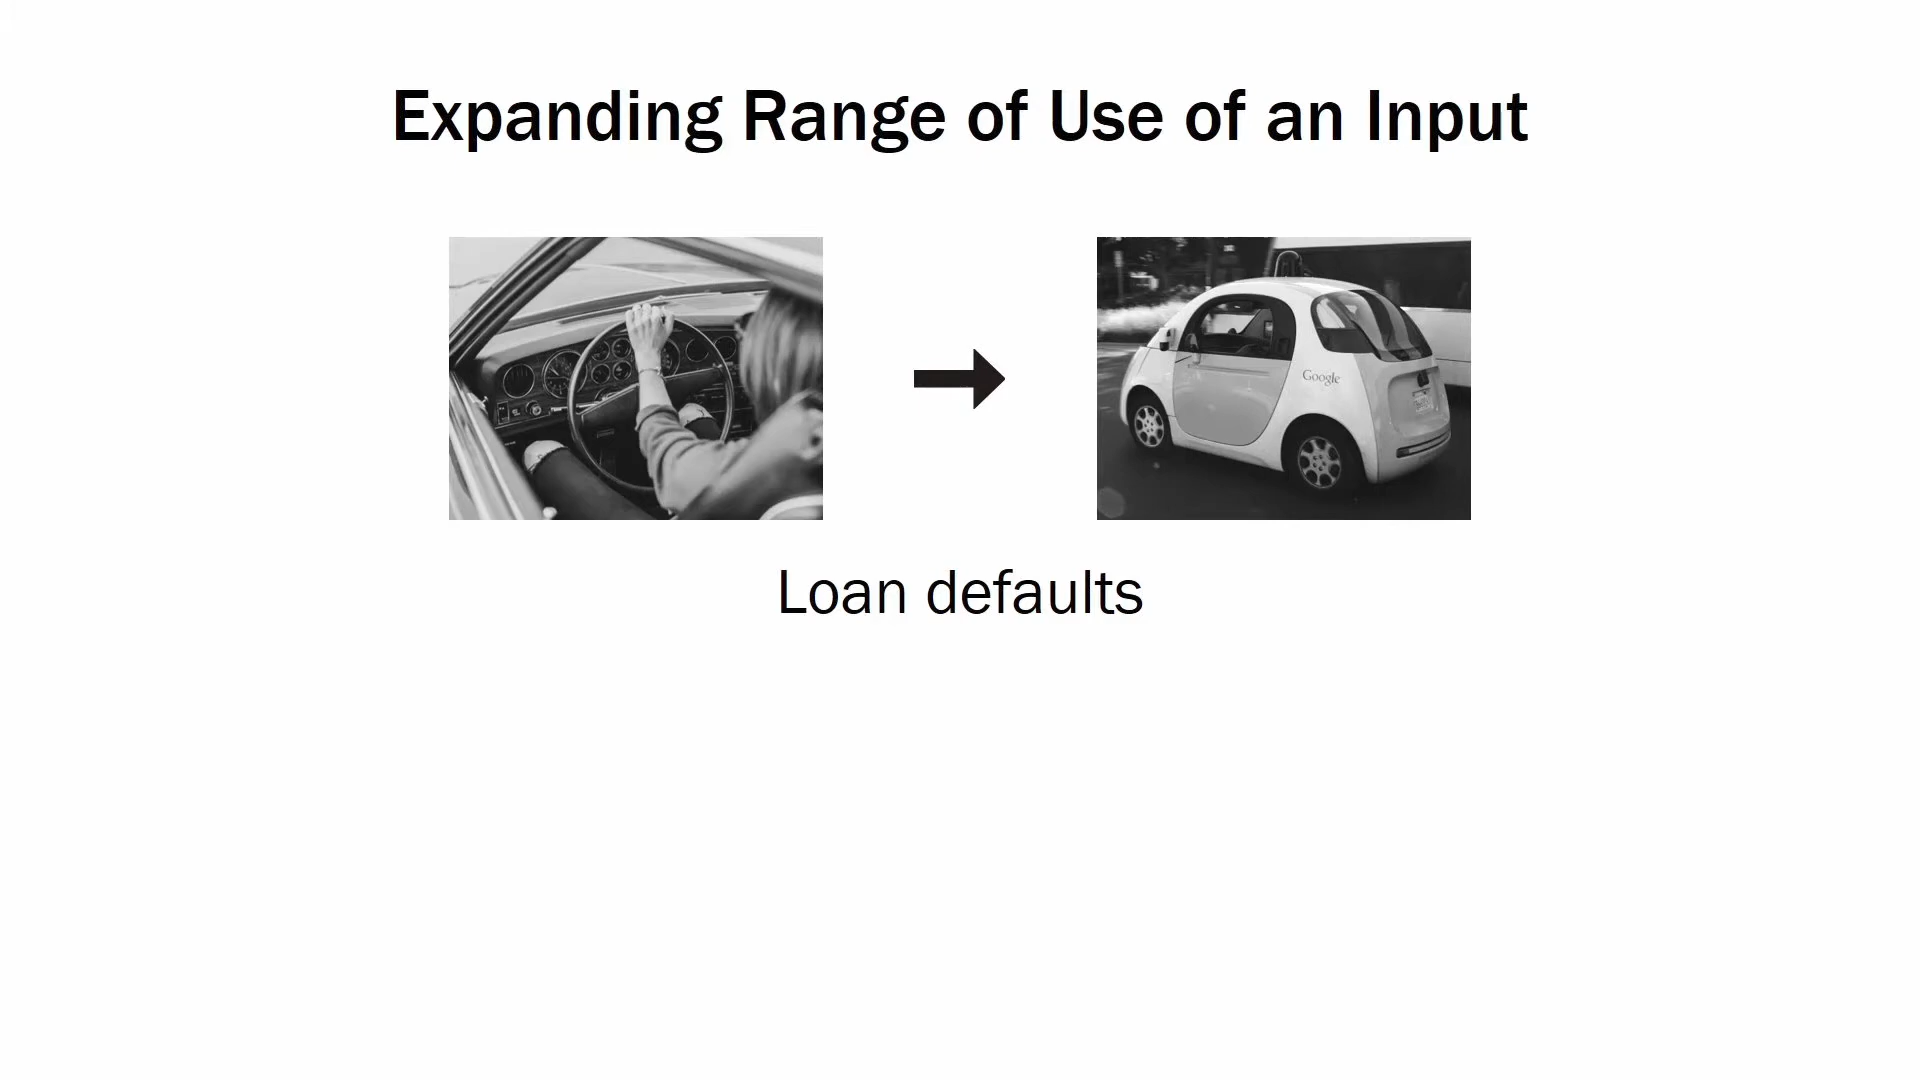 Expanding Range of Use of an Input
Google
Loan defaults